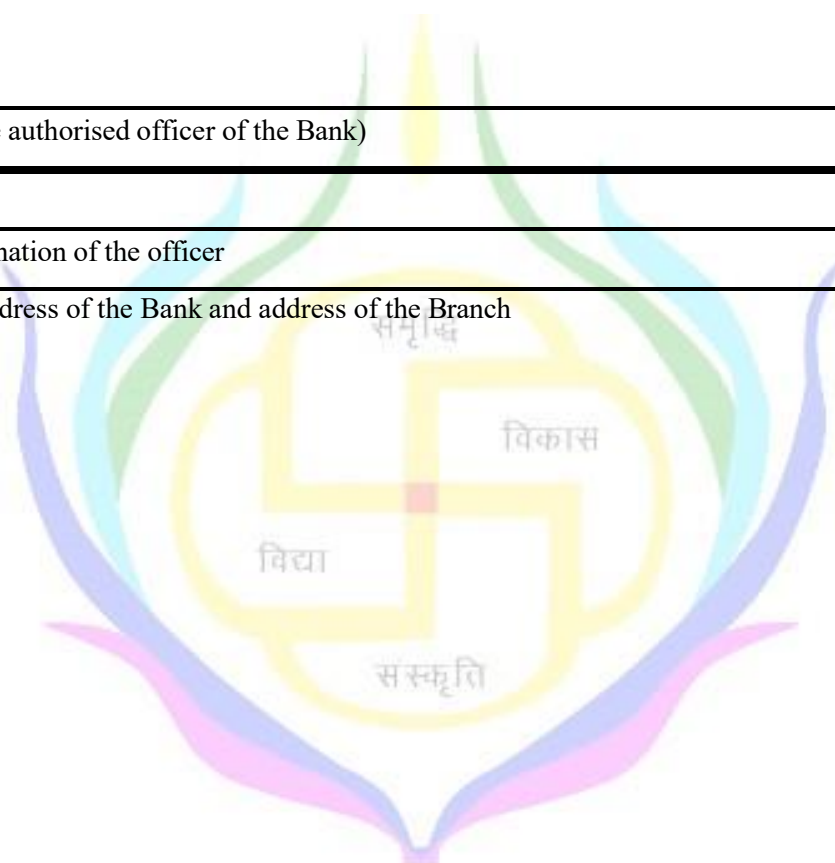 authorised officer of the Bank)
nation of the officer
dress of the Bank and address of the Branch
समृद्धि
विकास
विद्या
संस्कृति